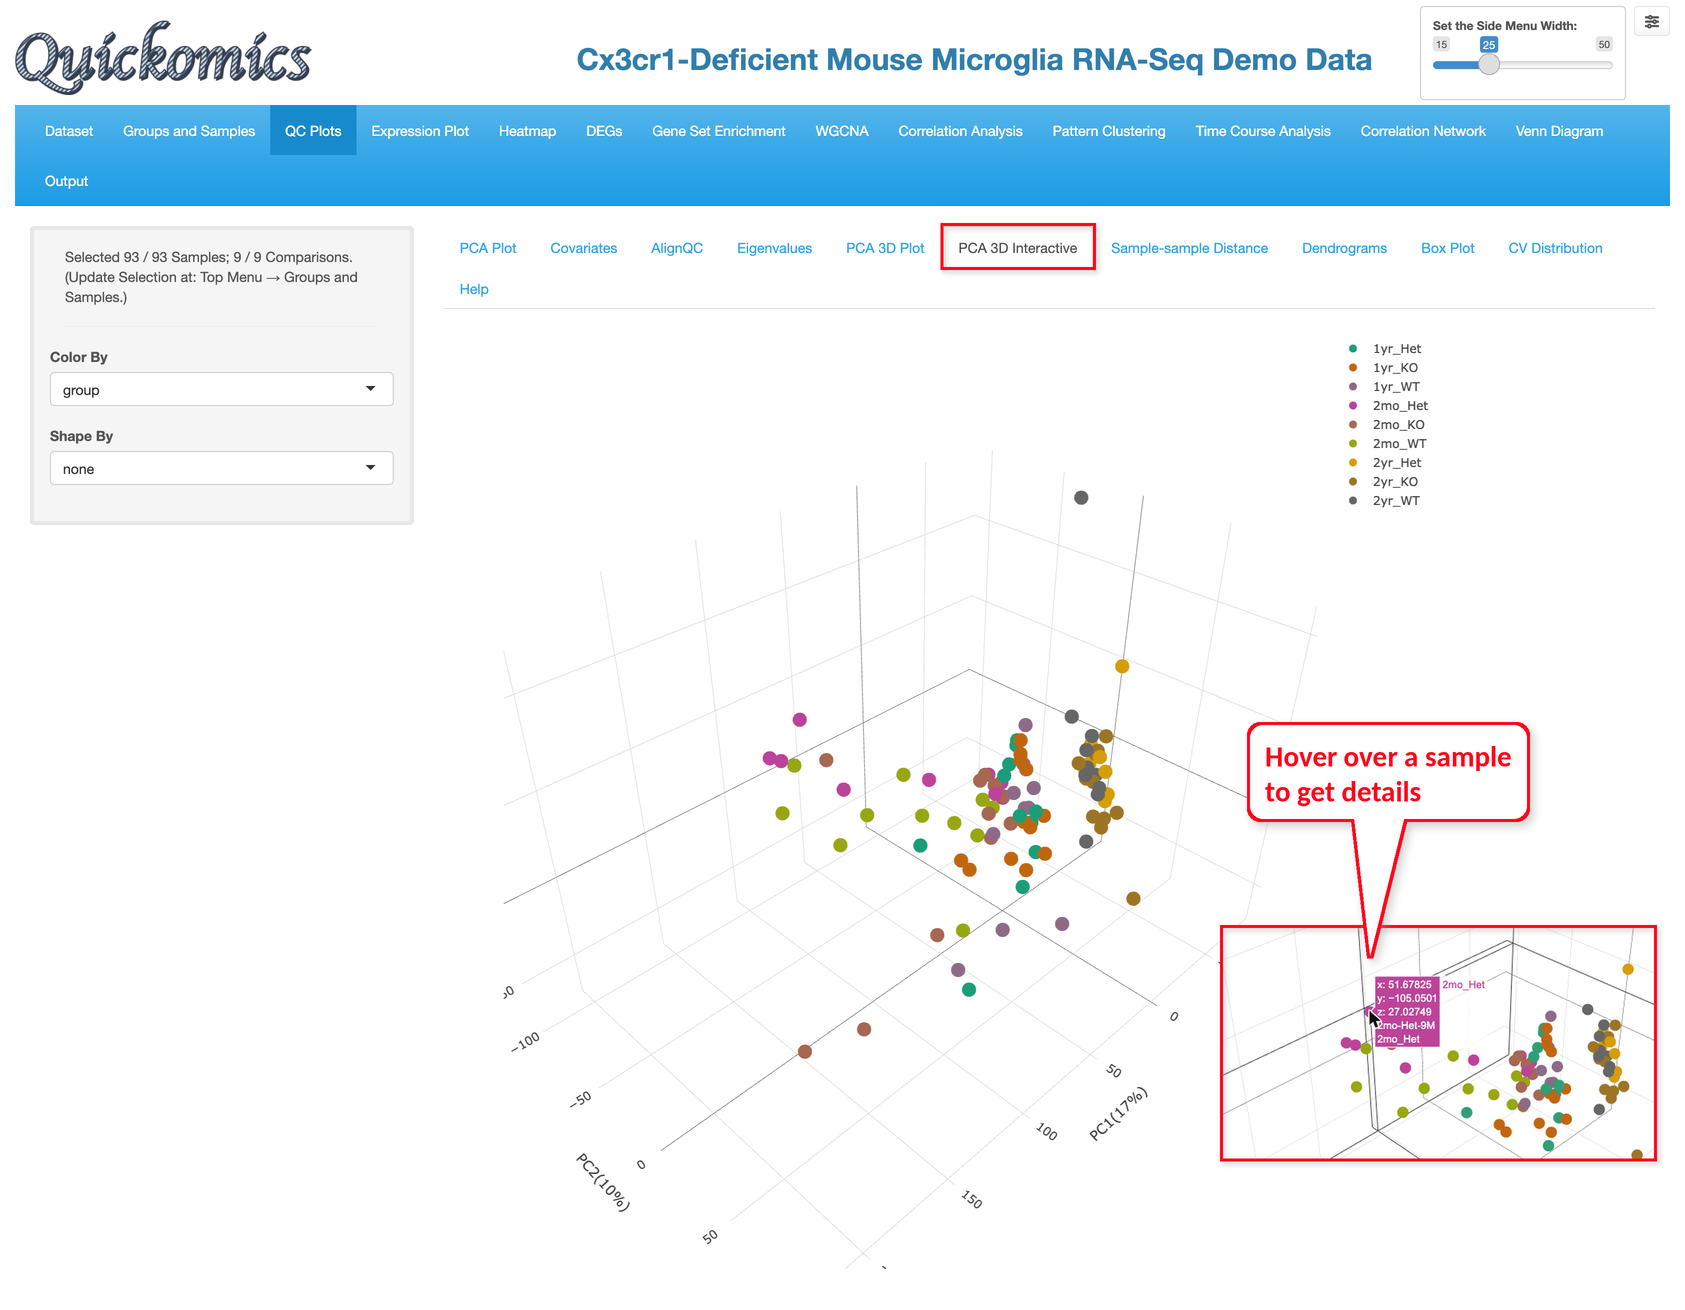 Quickomics
Cx3cr1-Deficient Mouse Microglia RNA-Seq Demo Data
Set the Side Menu Width:
15 25 50
Dataset Groups and Samples QC Plots Expression Plot Heatmap DEGs Gene Set Enrichment WGCNA Correlation Analysis Pattern Clustering Time Course Analysis Correlation Network Venn Diagram
Output
Selected 93 / 93 Samples; 9 / 9 Comparisons.
(Update Selection at: Top Menu → Groups and
Samples.)
Color By
group
Shape By
none
PCA Plot Covariates AlignQC Eigenvalues PCA 3D Plot PCA 3D Interactive Sample-sample Distance Dendrograms Box Plot CV Distribution
Help
1yr_Het
1yr_KO
1yr_WT
2mo_Het
2mo_KO
2mo_WT
2yr_Het
2yr_KO
2yr_WT
Hover over a sample
to get details
x: 51.67825 2mo_Het
y: −105.0501
z: 27.02749
2mo-Het-9M
2mo_Het
−100
−50
0
50
PC2(10%)
0
50
100
150
PC1(17%)